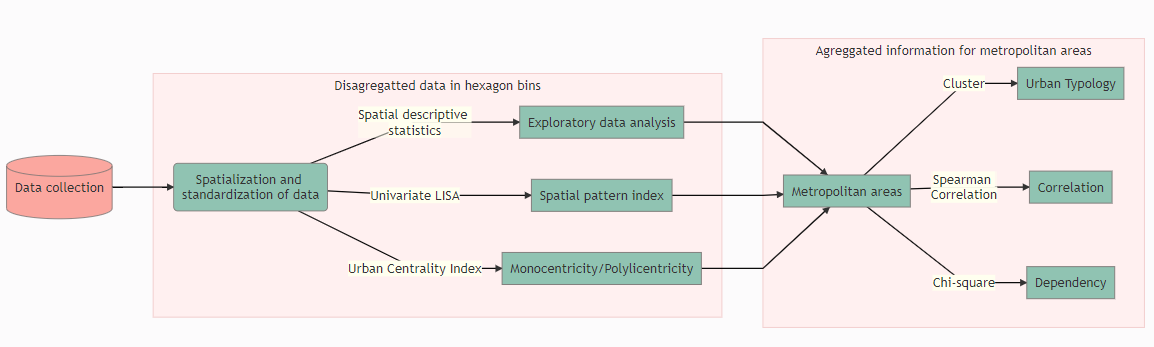 Agreggated information for metropolitan areas
Disagregatted data in hexagon bins
Data collection
Spatialization and
standardization of data
Spatial descriptive
statistics
Exploratory data analysis
Univariate LISA
Spatial pattern index
Urban Centrality Index
Monocentricity/Polylicentricity
Metropolitan areas
Cluster
Urban Typology
Spearman
Correlation
Correlation
Chi-square
Dependency